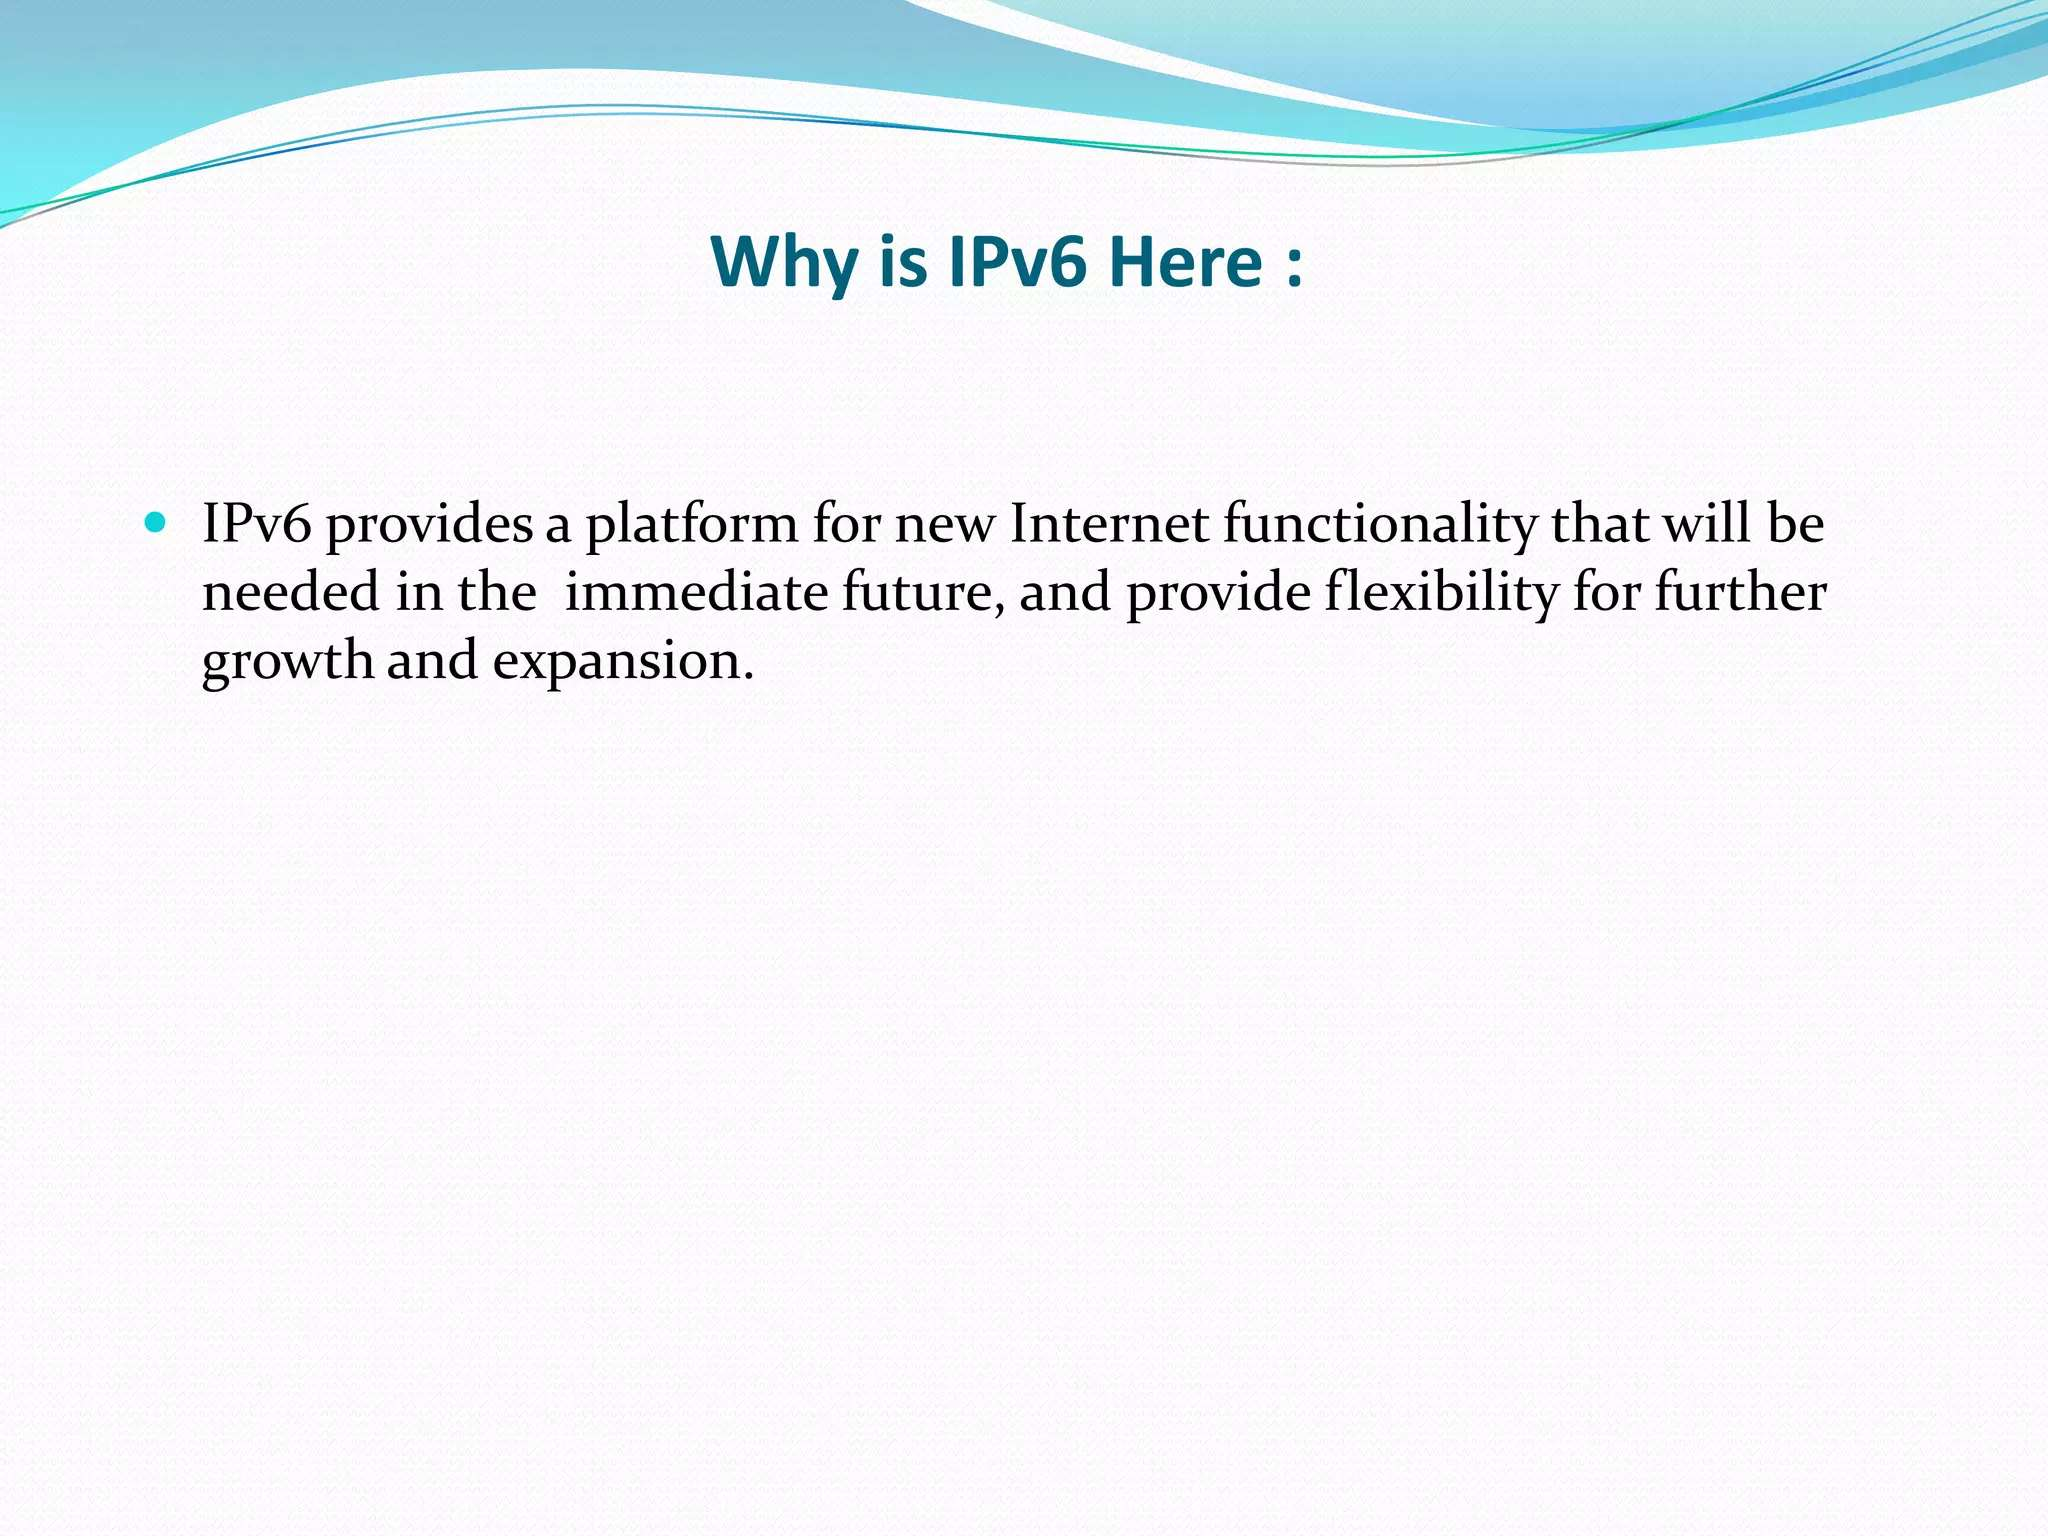 Why is IPv6 Here :
• IPv6 provides a platform for new Internet functionality that will be
needed in the  immediate future, and provide flexibility for further
growth and expansion.